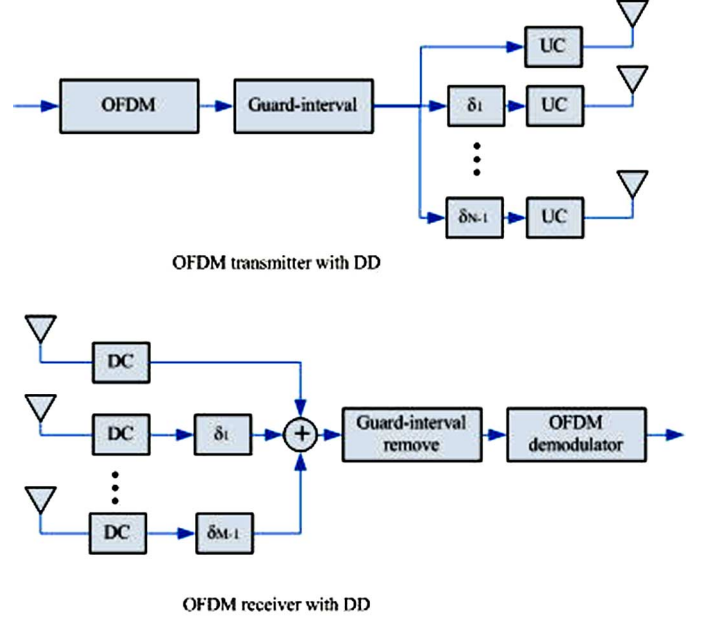 UC
OFDM
Guard-interval
δ1
UC
δN-1
UC
OFDM transmitter with DD
DC
DC
δ1
+
Guard-interval
remove
OFDM
demodulator
DC
δM-1
OFDM receiver with DD